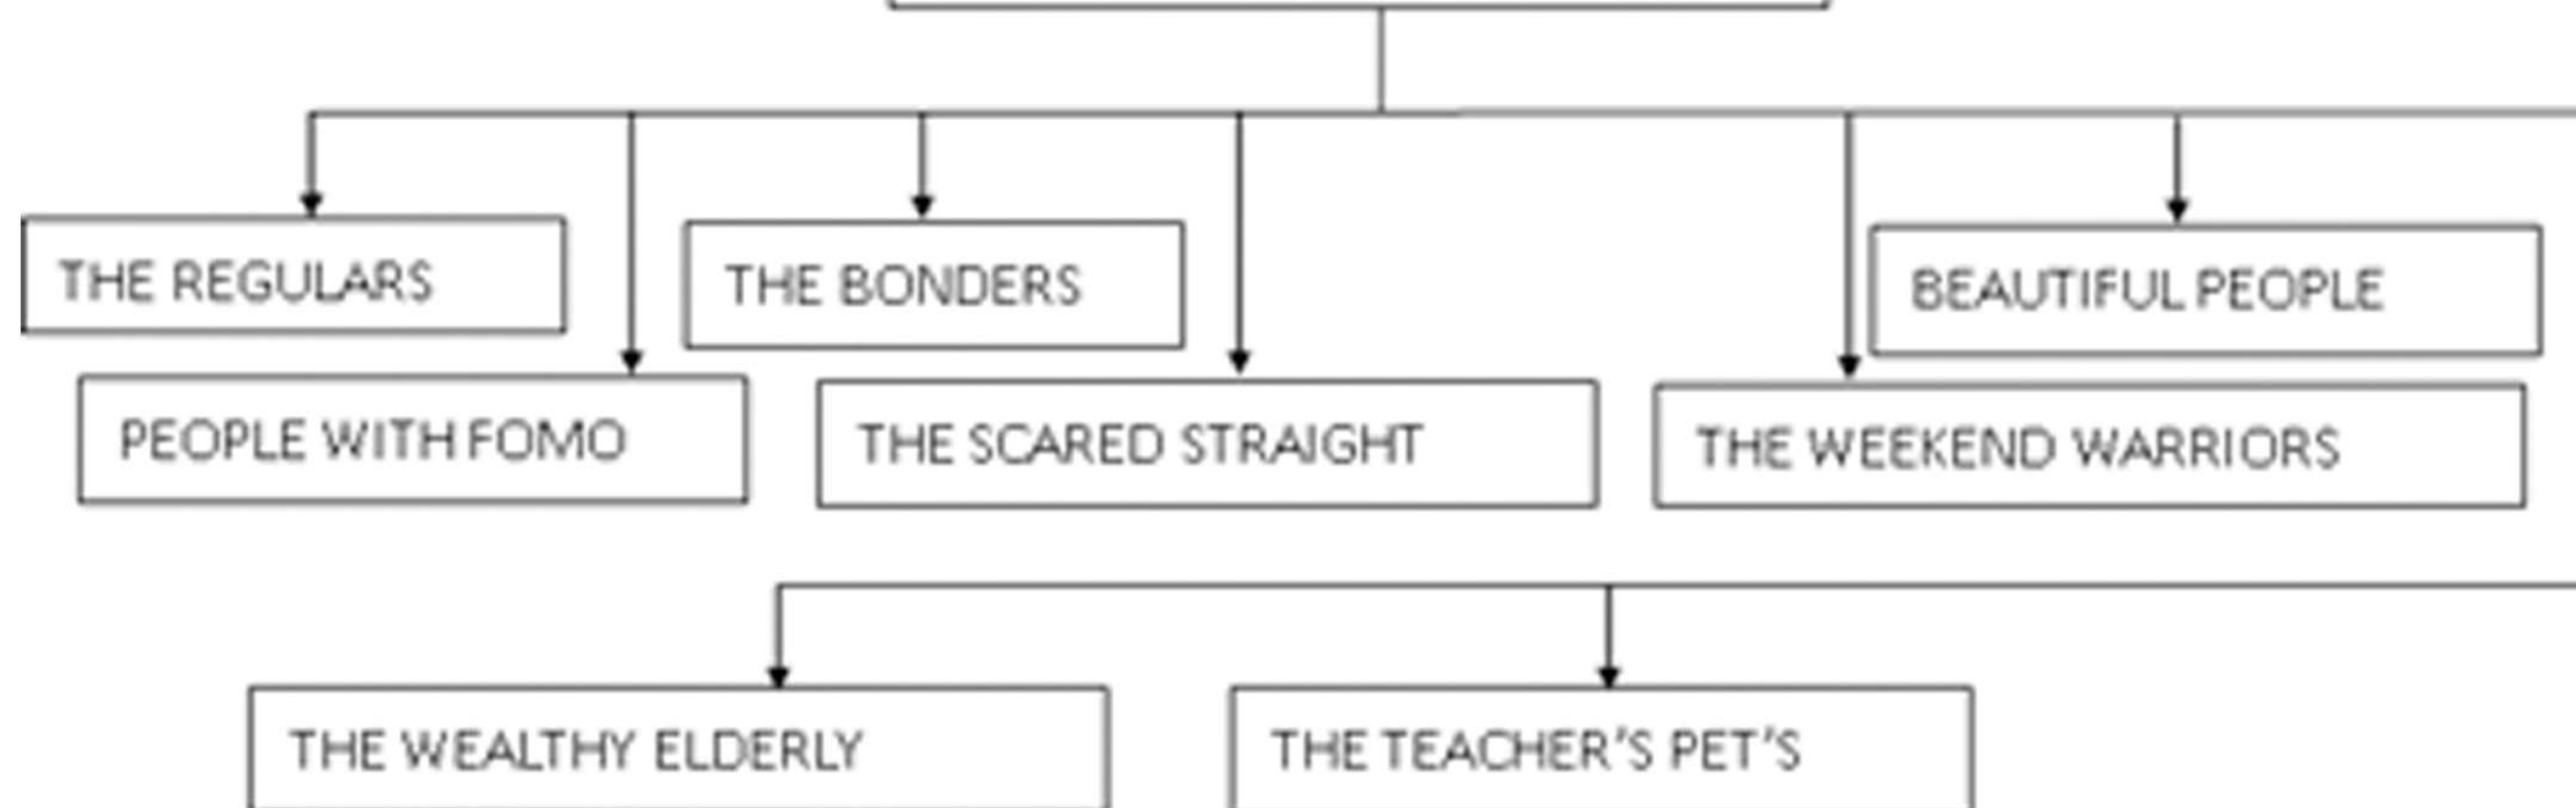 THE REGULARS
THE BONDERS
BEAUTIFUL PEOPLE
PEOPLE WITH FOMO
THE SCARED STRAIGHT
THE WEEKEND WARRIORS
THE WEALTHY ELDERLY
THE TEACHER'S PET'S